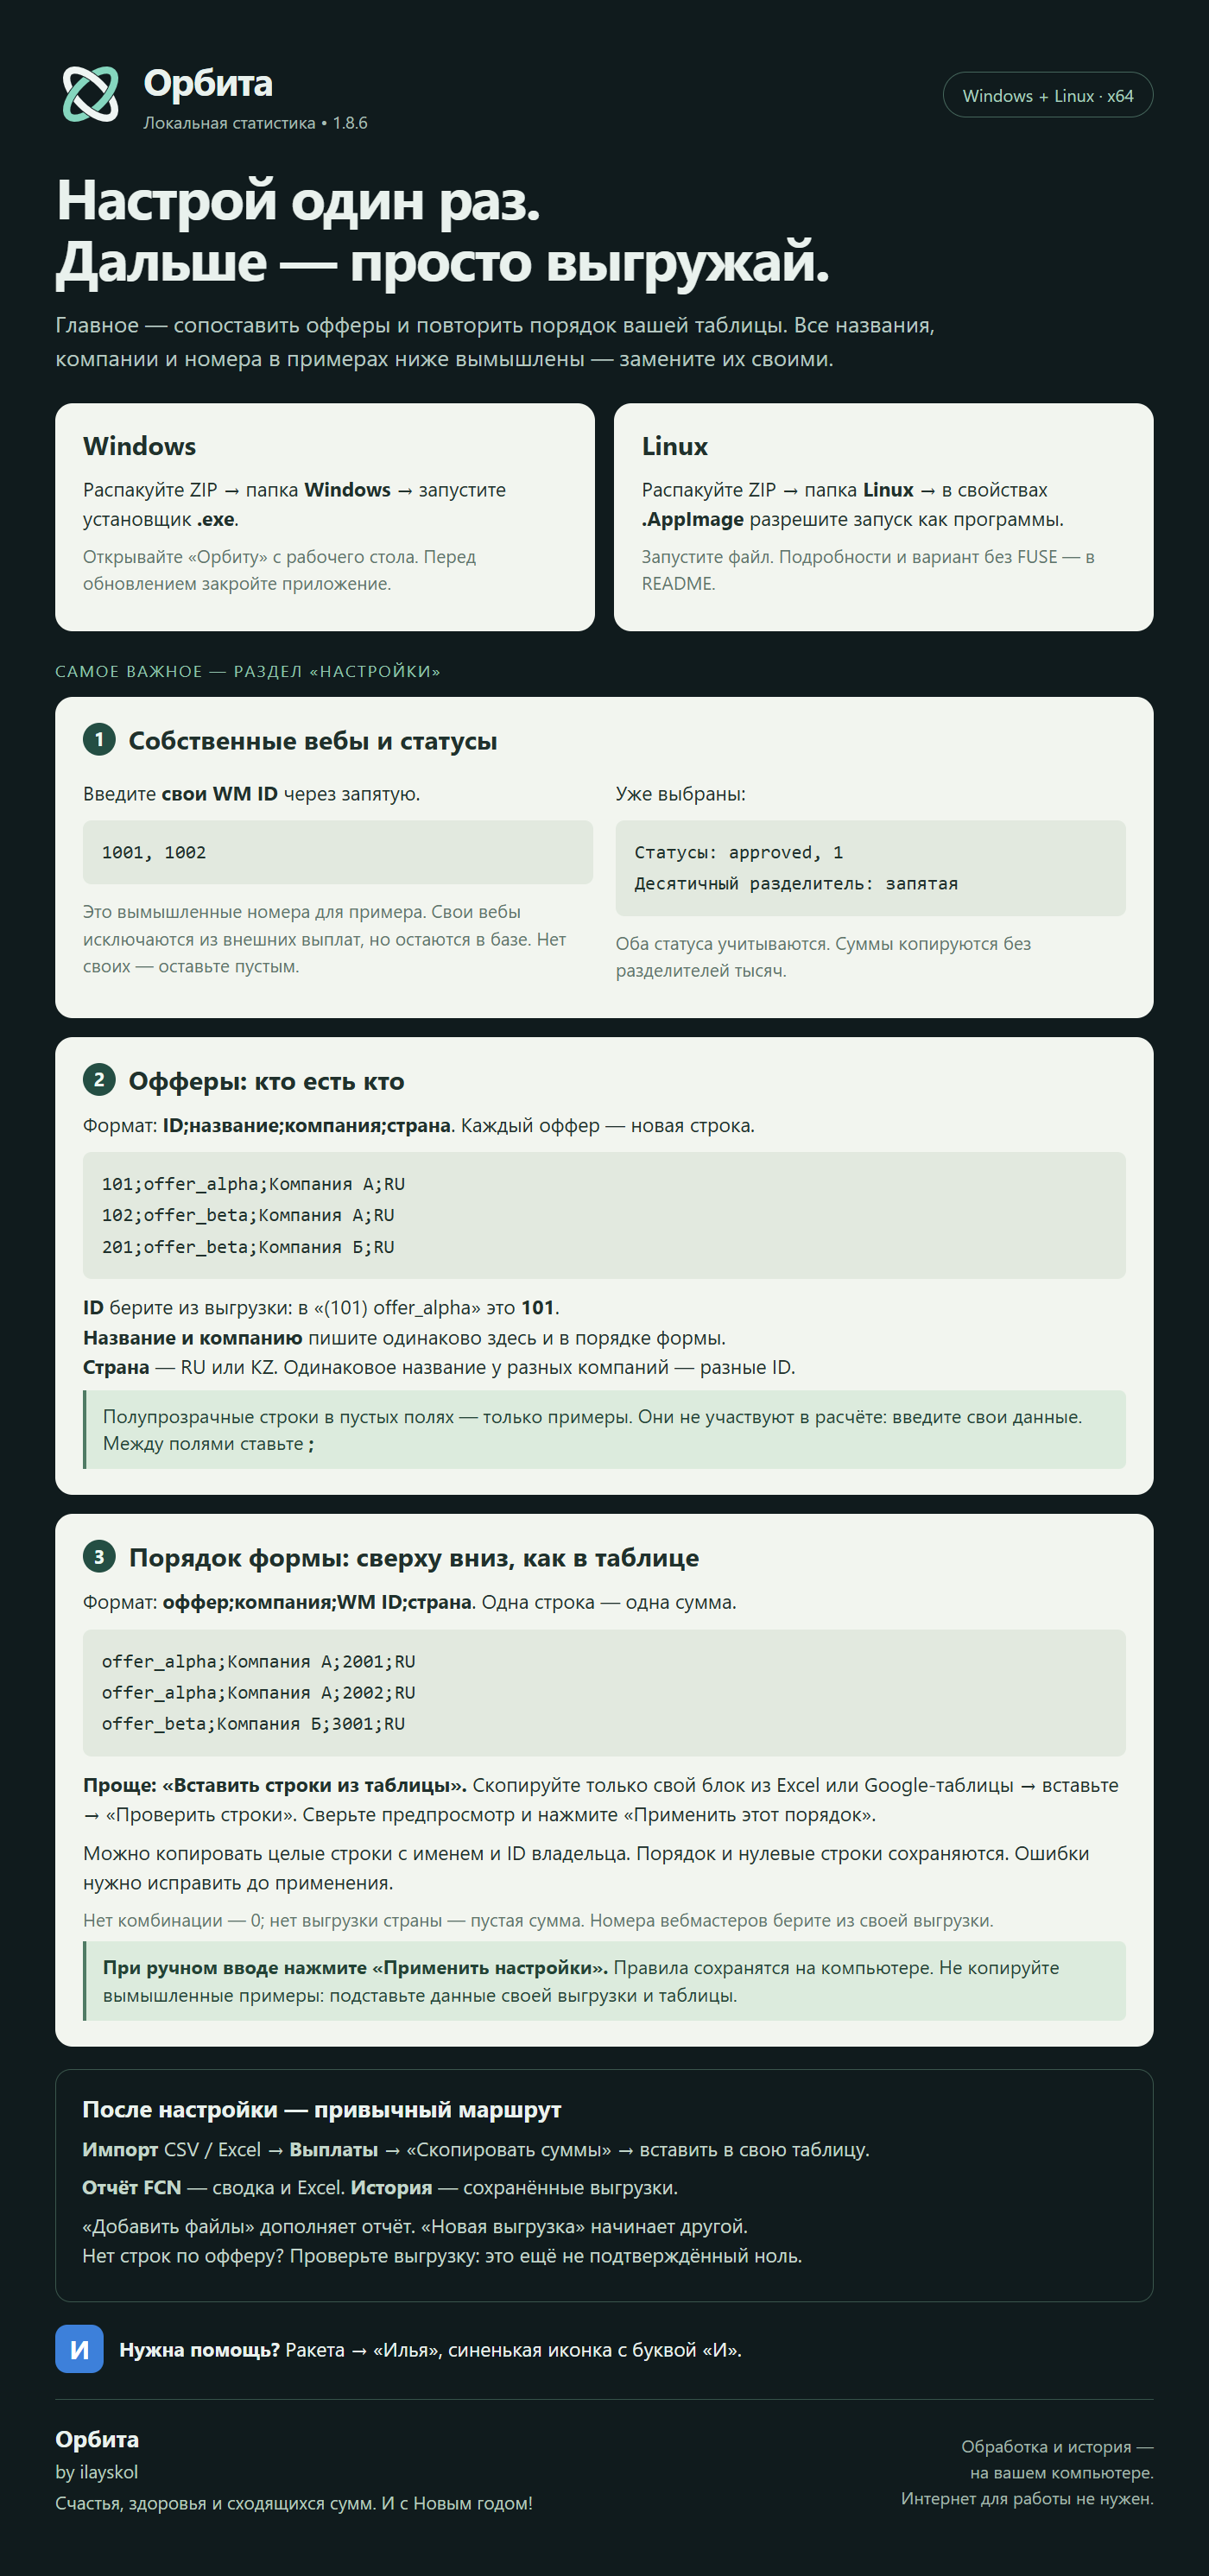 Орбита
Локальная статистика • 1.8.6
Windows + Linux · x64
Настрой один раз.
Дальше — просто выгружай.
Главное — сопоставить офферы и повторить порядок вашей таблицы. Все названия,
компании и номера в примерах ниже вымышлены — замените их своими.
Windows
Распакуйте ZIP → папка Windows → запустите
установщик .exe.
Открывайте «Орбиту» с рабочего стола. Перед
обновлением закройте приложение.
Linux
Распакуйте ZIP → папка Linux → в свойствах
.AppImage разрешите запуск как программы.
Запустите файл. Подробности и вариант без FUSE — в
README.
САМОЕ ВАЖНОЕ — РАЗДЕЛ «НАСТРОЙКИ»
1 Собственные вебы и статусы
Введите свои WM ID через запятую.
1001, 1002
Это вымышленные номера для примера. Свои вебы
исключаются из внешних выплат, но остаются в базе. Нет
своих — оставьте пустым.
Уже выбраны:
Статусы: approved, 1
Десятичный разделитель: запятая
Оба статуса учитываются. Суммы копируются без
разделителей тысяч.
2 Офферы: кто есть кто
Формат: ID;название;компания;страна. Каждый оффер — новая строка.
101;offer_alpha;Компания А;RU
102;offer_beta;Компания А;RU
201;offer_beta;Компания Б;RU
ID берите из выгрузки: в «(101) offer_alpha» это 101.
Название и компанию пишите одинаково здесь и в порядке формы.
Страна — RU или KZ. Одинаковое название у разных компаний — разные ID.
Полупрозрачные строки в пустых полях — только примеры. Они не участвуют в расчёте: введите свои данные.
Между полями ставьте ;
3 Порядок формы: сверху вниз, как в таблице
Формат: оффер;компания;WM ID;страна. Одна строка — одна сумма.
offer_alpha;Компания А;2001;RU
offer_alpha;Компания А;2002;RU
offer_beta;Компания Б;3001;RU
Проще: «Вставить строки из таблицы». Скопируйте только свой блок из Excel или Google-таблицы → вставьте
→ «Проверить строки». Сверьте предпросмотр и нажмите «Применить этот порядок».
Можно копировать целые строки с именем и ID владельца. Порядок и нулевые строки сохраняются. Ошибки
нужно исправить до применения.
Нет комбинации — 0; нет выгрузки страны — пустая сумма. Номера вебмастеров берите из своей выгрузки.
При ручном вводе нажмите «Применить настройки». Правила сохранятся на компьютере. Не копируйте
вымышленные примеры: подставьте данные своей выгрузки и таблицы.
После настройки — привычный маршрут
Импорт CSV / Excel → Выплаты → «Скопировать суммы» → вставить в свою таблицу.
Отчёт FCN — сводка и Excel. История — сохранённые выгрузки.
«Добавить файлы» дополняет отчёт. «Новая выгрузка» начинает другой.
Нет строк по офферу? Проверьте выгрузку: это ещё не подтверждённый ноль.
И Нужна помощь? Ракета → «Илья», синенькая иконка с буквой «И».
Орбита
by ilayskol
Счастья, здоровья и сходящихся сумм. И с Новым годом!
Обработка и история —
на вашем компьютере.
Интернет для работы не нужен.